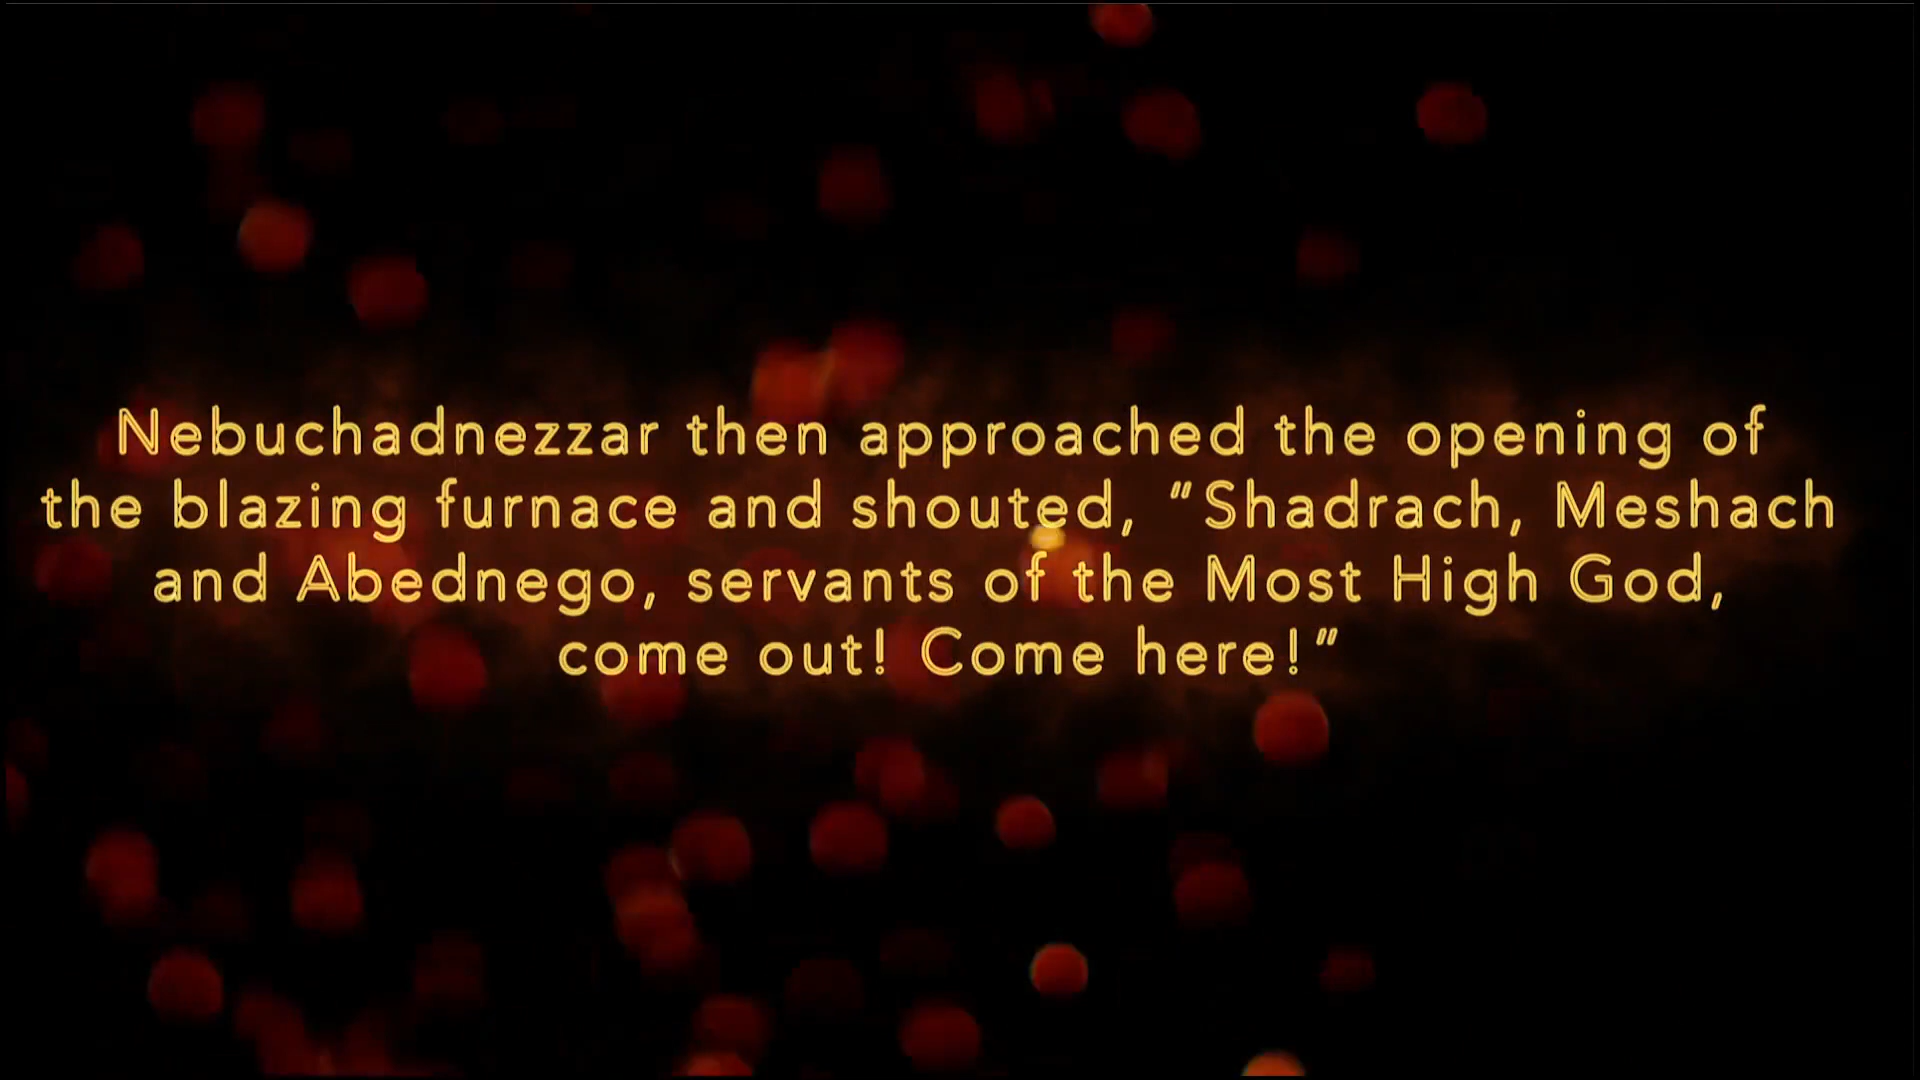 Nebuchadnezzar then approached the opening of
the blazing furnace and shouted, “Shadrach, Meshach
and Abednego, servants of the Most High God,
come out! Come here!”